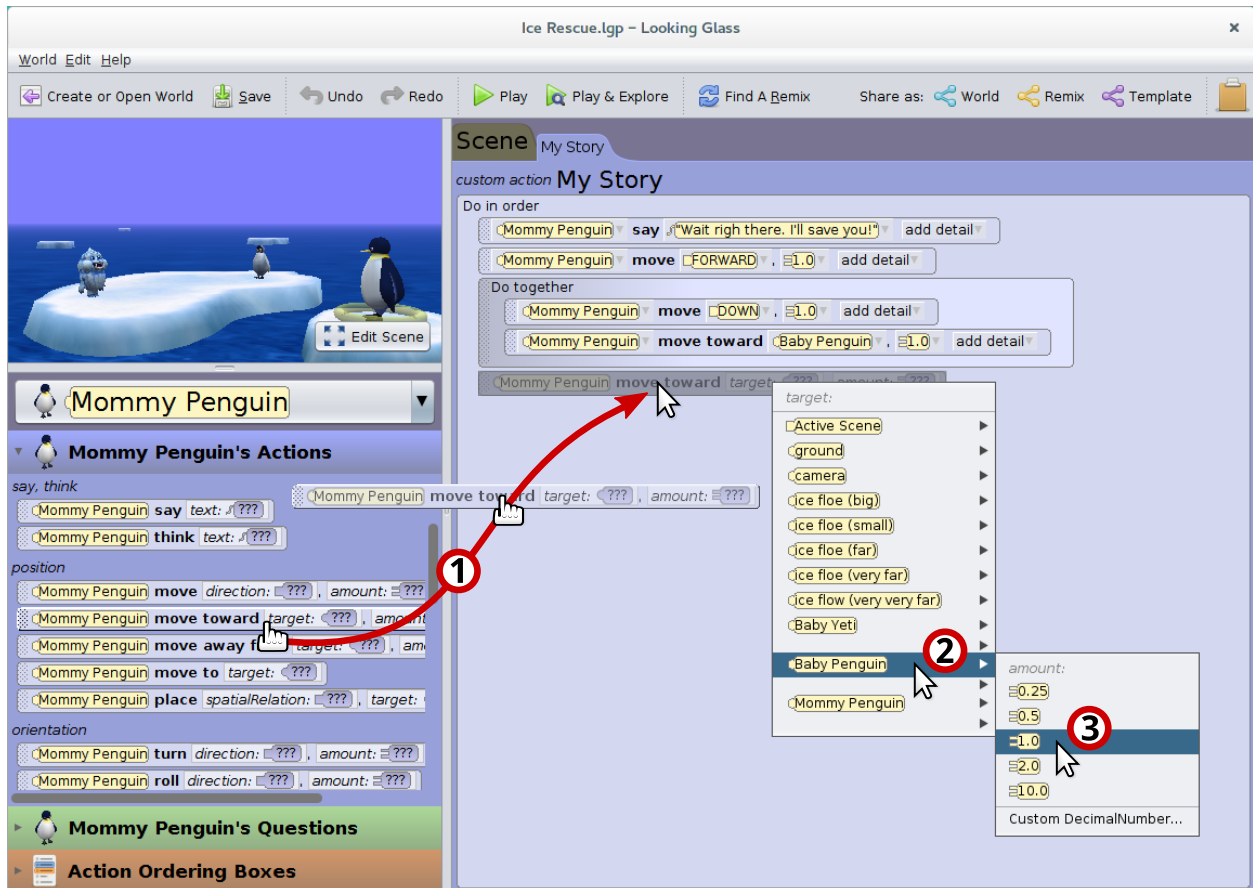 Ice Rescue.lgp – Looking Glass
World Edit Help
Create or Open World Save Undo Redo Play Play & Explore Find A Remix Share as: World Remix Template
Scene My Story
custom action My Story
Do in order
Mommy Penguin say "Wait righ there. I'll save you!" add detail
Mommy Penguin move FORWARD , 1.0 add detail
Do together
Mommy Penguin move DOWN , 1.0 add detail
Mommy Penguin move toward Baby Penguin , 1.0 add detail
Mommy Penguin move toward target: ??? amount: ???
Edit Scene
Mommy Penguin
Mommy Penguin's Actions
say, think
Mommy Penguin say text: ???
Mommy Penguin think text: ???
position
Mommy Penguin move direction: ??? , amount: ???
Mommy Penguin move toward target: ??? , amount
Mommy Penguin move away target: ??? , am
Mommy Penguin move to target: ???
Mommy Penguin place spatialRelation: ??? , target:
orientation
Mommy Penguin turn direction: ??? , amount: ???
Mommy Penguin roll direction: ??? , amount: ???
Mommy Penguin's Questions
Action Ordering Boxes
Mommy Penguin move toward target: ??? , amount: ???
1
target:
Active Scene
ground
camera
ice floe (big)
ice floe (small)
ice floe (far)
ice floe (very far)
ice flow (very very far)
Baby Yeti
Baby Penguin
Mommy Penguin
2
amount:
0.25
0.5
1.0
2.0
10.0
Custom DecimalNumber...
3